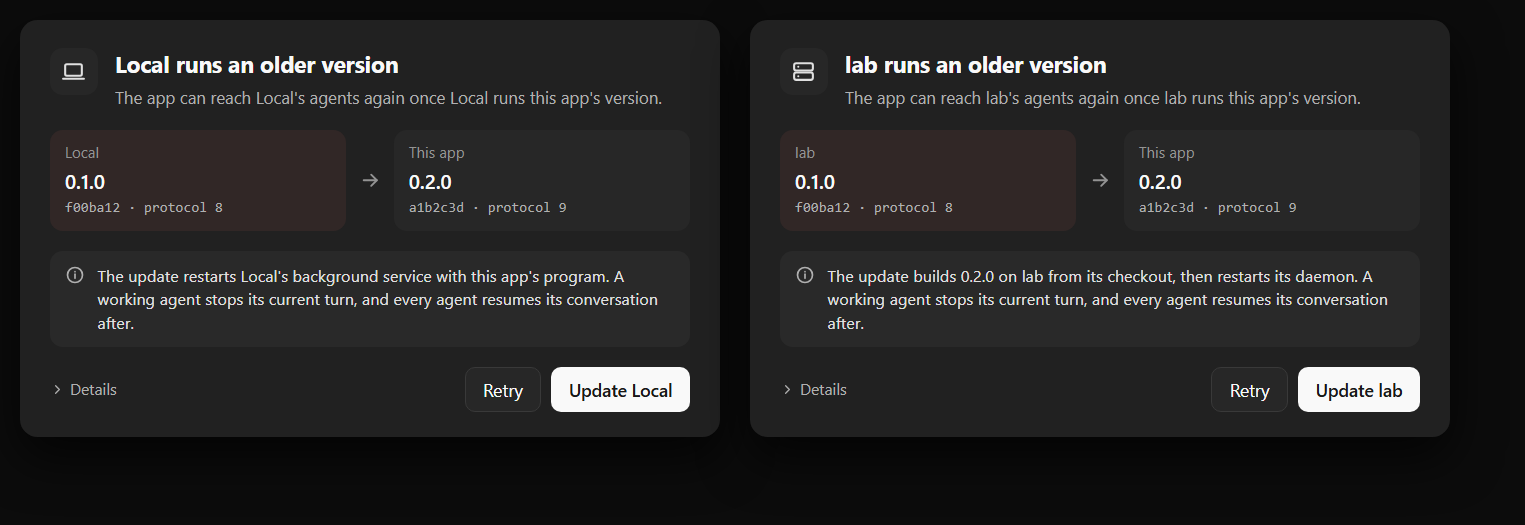 Local runs an older version
The app can reach Local's agents again once Local runs this app's version.
Local
0.1.0
f00ba12 · protocol 8
This app
0.2.0
a1b2c3d · protocol 9
The update restarts Local's background service with this app's program. A
working agent stops its current turn, and every agent resumes its conversation
after.
Details
Retry
Update Local
lab runs an older version
The app can reach lab's agents again once lab runs this app's version.
lab
0.1.0
f00ba12 · protocol 8
This app
0.2.0
a1b2c3d · protocol 9
The update builds 0.2.0 on lab from its checkout, then restarts its daemon. A
working agent stops its current turn, and every agent resumes its conversation
after.
Details
Retry
Update lab